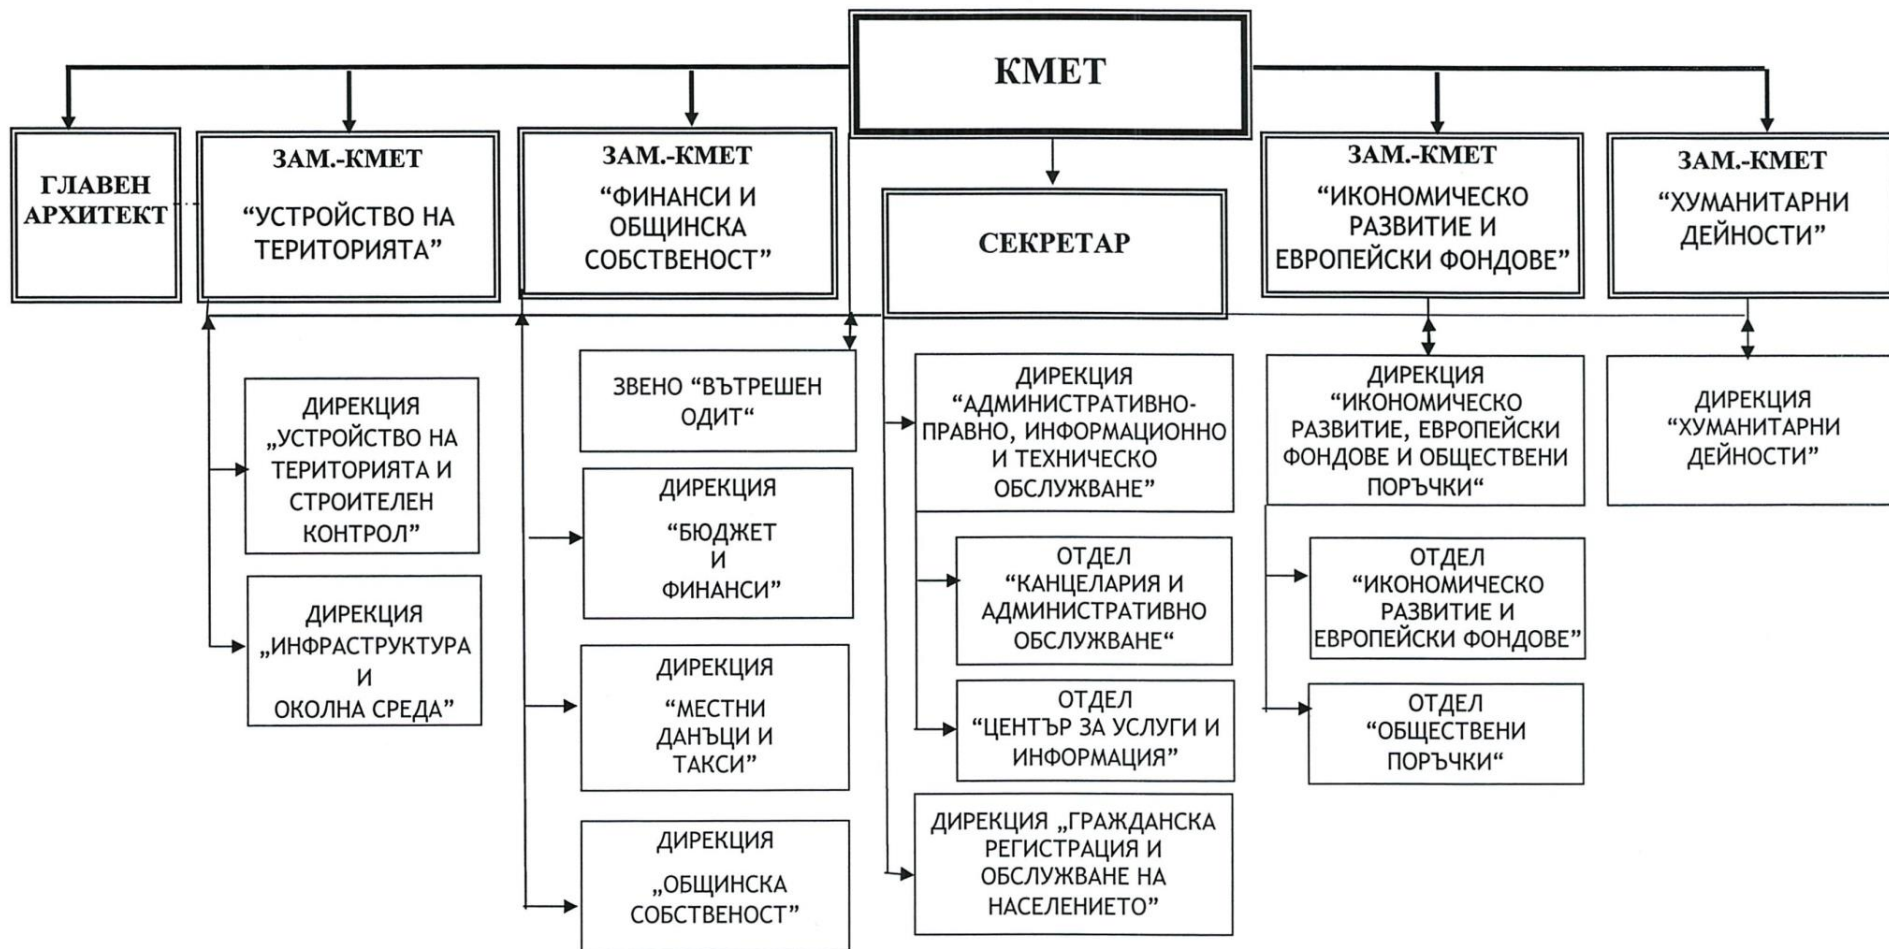 КМЕТ
ГЛАВЕН
АРХИТЕКТ
ЗАМ.-КМЕТ
“УСТРОЙСТВО НА
ТЕРИТОРИЯТА”
ЗАМ.-КМЕТ
“ФИНАНСИ И
ОБЩИНСКА
СОБСТВЕНОСТ”
СЕКРЕТАР
ЗАМ.-КМЕТ
“ИКОНОМИЧЕСКО
РАЗВИТИЕ И
ЕВРОПЕЙСКИ ФОНДОВЕ”
ЗАМ.-КМЕТ
“ХУМАНИТАРНИ
ДЕЙНОСТИ”
ДИРЕКЦИЯ
„УСТРОЙСТВО НА
ТЕРИТОРИЯТА И
СТРОИТЕЛЕН
КОНТРОЛ”
ДИРЕКЦИЯ
„ИНФРАСТРУКТУРА
И
ОКОЛНА СРЕДА”
ЗВЕНО “ВЪТРЕШЕН
ОДИТ“
ДИРЕКЦИЯ
“БЮДЖЕТ
И
ФИНАНСИ”
ДИРЕКЦИЯ
“МЕСТНИ
ДАНЪЦИ И
ТАКСИ”
ДИРЕКЦИЯ
„ОБЩИНСКА
СОБСТВЕНОСТ”
ДИРЕКЦИЯ
“АДМИНИСТРАТИВНО-
ПРАВНО, ИНФОРМАЦИОННО
И ТЕХНИЧЕСКО
ОБСЛУЖВАНЕ”
ОТДЕЛ
“КАНЦЕЛАРИЯ И
АДМИНИСТРАТИВНО
ОБСЛУЖВАНЕ“
ОТДЕЛ
“ЦЕНТЪР ЗА УСЛУГИ И
ИНФОРМАЦИЯ”
ДИРЕКЦИЯ „ГРАЖДАНСКА
РЕГИСТРАЦИЯ И
ОБСЛУЖВАНЕ НА
НАСЕЛЕНИЕТО”
ДИРЕКЦИЯ
“ИКОНОМИЧЕСКО
РАЗВИТИЕ, ЕВРОПЕЙСКИ
ФОНДОВЕ И ОБЩЕСТВЕНИ
ПОРЪЧКИ“
ОТДЕЛ
“ИКОНОМИЧЕСКО
РАЗВИТИЕ И
ЕВРОПЕЙСКИ ФОНДОВЕ”
ОТДЕЛ
“ОБЩЕСТВЕНИ
ПОРЪЧКИ“
ДИРЕКЦИЯ
“ХУМАНИТАРНИ
ДЕЙНОСТИ”